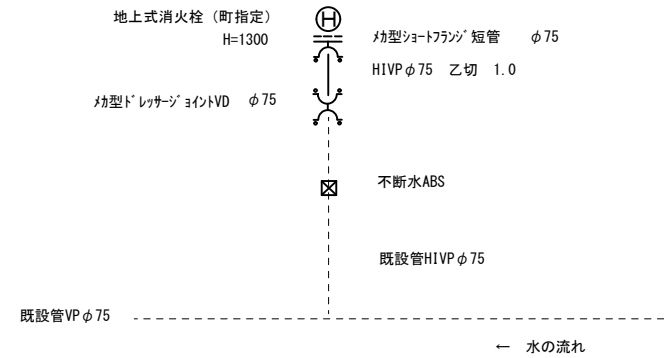 地上式消火栓（町指定）
H=1300
H
ﾒｶ型ｼｮｰﾄﾌﾗﾝｼﾞ短管　φ75
HIVPφ75　乙切　1.0
ﾒｶ型ﾄﾞﾚｯｻｰｼﾞｮｲﾝﾄVD　φ75
不断水ABS
既設管HIVPφ75
既設管VPφ75
←　水の流れ